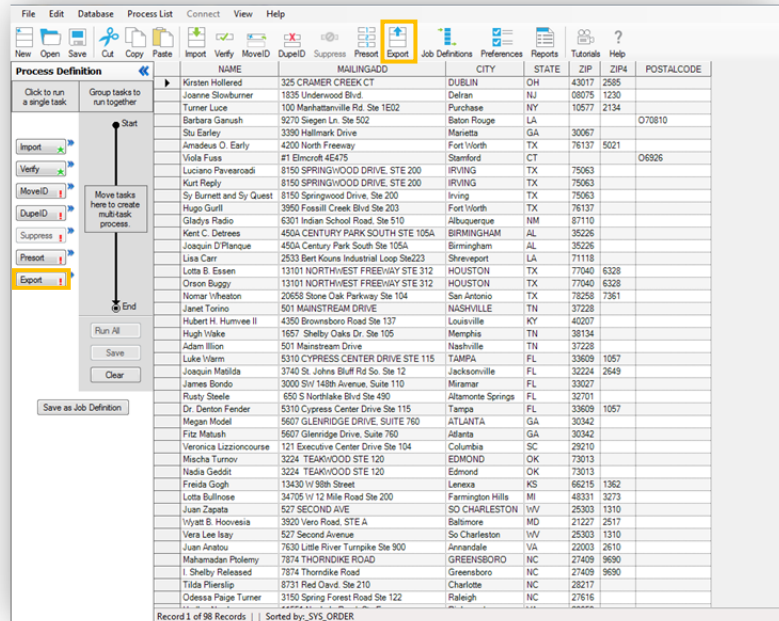 File Edit Database Process List Connect View Help
New Open Save Cut Copy Paste Import Verify MoveID DupeID Suppress Presort Export Job Definitions Preferences Reports Tutorials Help
Process Definition
Click to run a single task
Group tasks to run together
Start
Import
Verify
MoveID
DupeID
Suppress
Presort
Export
Move tasks here to create multi-task process.
End
Run All
Save
Clear
Save as Job Definition
NAME MAILINGADD CITY STATE ZIP ZIP4 POSTALCODE
Kirsten Hollered 325 CRAMER CREEK CT DUBLIN OH 43017 2585
Joanne Slowburner 1835 Underwood Blvd. Delran NJ 08075 1230
Turner Luce 100 Manhattanville Rd. Ste 1E02 Purchase NY 10577 2134
Barbara Ganush 9270 Siegen Ln. Ste 502 Baton Rouge LA O70810
Stu Earley 3390 Hallmark Drive Marietta GA 30067
Amadeus O. Early 4200 North Freeway Fort Worth TX 76137 5021
Viola Fuss #1 Elmcroft 4E475 Stamford CT O6926
Luciano Pavearoadi 8150 SPRINGWOOD DRIVE, STE 200 IRVING TX 75063
Kurt Reply 8150 SPRINGWOOD DRIVE, STE 200 IRVING TX 75063
Sy Burnett and Sy Quest 8150 Springwood Drive, Ste 200 Irving TX 75063
Hugo Gurll 3950 Fossill Creek Blvd Ste 203 Fort Worth TX 76137
Gladys Radio 6301 Indian School Road, Ste 510 Albuquerque NM 87110
Kent C. Detrees 450A CENTURY PARK SOUTH STE 105A BIRMINGHAM AL 35226
Joaquin D'Planque 450A Century Park South Ste 105A Birmingham AL 35226
Lisa Carr 2533 Bert Kouns Industrial Loop Ste223 Shreveport LA 71118
Lotta B. Essen 13101 NORTHWEST FREEWAY STE 312 HOUSTON TX 77040 6328
Orson Buggy 13101 NORTHWEST FREEWAY STE 312 HOUSTON TX 77040 6328
Nomar Wheaton 20658 Stone Oak Parkway Ste 104 San Antonio TX 78258 7361
Janet Torino 501 MAINSTREAM DRIVE NASHVILLE TN 37228
Hubert H. Humvee II 4350 Brownsboro Road Ste 137 Louisville KY 40207
Hugh Wake 1657 Shelby Oaks Dr. Ste 105 Memphis TN 38134
Adam Illion 501 Mainstream Drive Nashville TN 37228
Luke Warm 5310 CYPRESS CENTER DRIVE STE 115 TAMPA FL 33609 1057
Joaquin Matilda 3740 St. Johns Bluff Rd So. Ste 12 Jacksonville FL 32224 2649
James Bondo 3000 SW 148th Avenue, Suite 110 Miramar FL 33027
Rusty Steele 650 S Northlake Blvd Ste 490 Altamonte Springs FL 32701
Dr. Denton Fender 5310 Cypress Center Drive Ste 115 Tampa FL 33609 1057
Megan Model 5607 GLENRIDGE DRIVE, SUITE 760 ATLANTA GA 30342
Fitz Matush 5607 Glenridge Drive, Suite 760 Atlanta GA 30342
Veronica Lizzioncourse 121 Executive Center Drive Ste 104 Columbia SC 29210
Mischa Turnov 3224 TEAKWOOD STE 120 EDMOND OK 73013
Nadia Geddit 3224 TEAKWOOD STE 120 Edmond OK 73013
Freida Gogh 13430 W 98th Street Lenexa KS 66215 1362
Lotta Bullnose 34705 W 12 Mile Road Ste 200 Farmington Hills MI 48331 3273
Juan Zapata 527 SECOND AVE SO CHARLESTON WV 25303 1310
Wyatt B. Hoovesia 3920 Vero Road, STE A Baltimore MD 21227 2517
Vera Lee Isay 527 Second Avenue So Charleston WV 25303 1310
Juan Anatou 7630 Little River Turnpike Ste 900 Annandale VA 22003 2610
Mahamadan Ptolemy 7874 THORNDIKE ROAD GREENSBORO NC 27409 9690
I. Shelby Released 7874 Thorndike Road Greensboro NC 27409 9690
Tilda Plierslip 8731 Red Oavd. Ste 210 Charlotte NC 28217
Odessa Paige Turner 3150 Spring Forest Road Ste 122 Raleigh NC 27616
Record 1 of 98 Records | | Sorted by:_SYS_ORDER